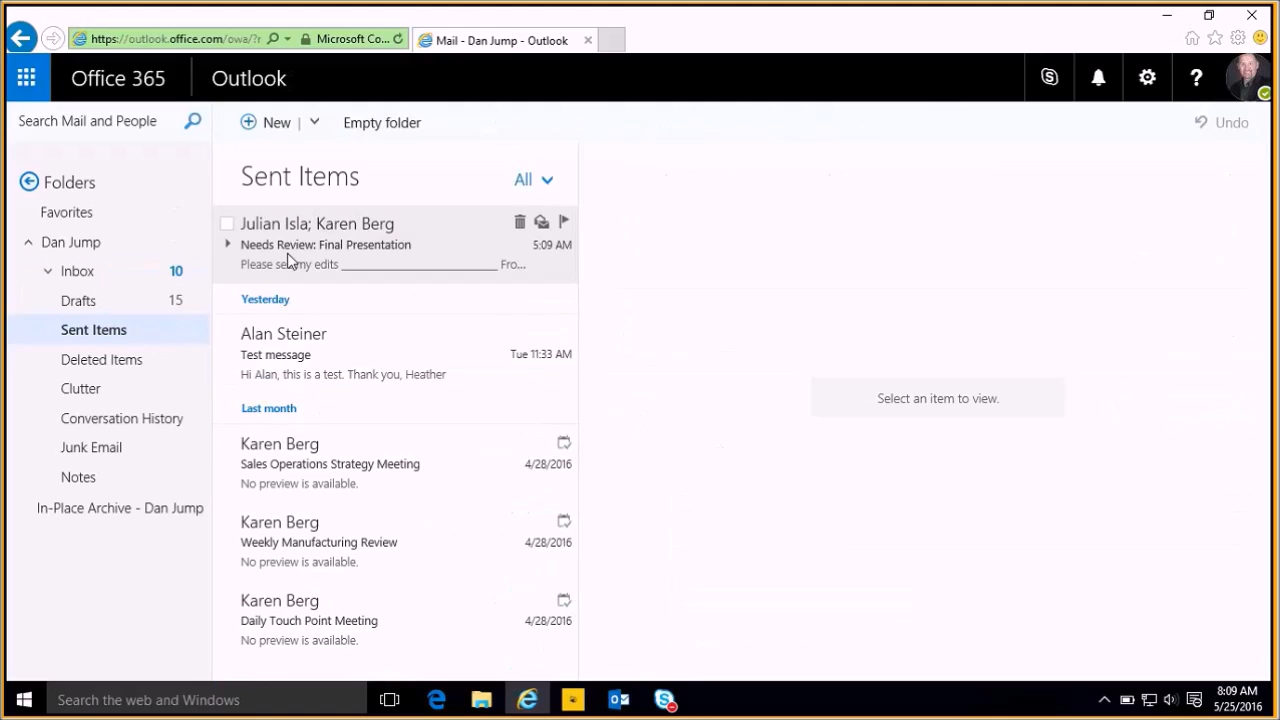 https://outlook.office.com/owa/?r
Microsoft Co...
Mail - Dan Jump - Outlook
Office 365
Outlook
?
Search Mail and People
New
Empty folder
Undo
Folders
Favorites
Dan Jump
Inbox 10
Drafts 15
Sent Items
Deleted Items
Clutter
Conversation History
Junk Email
Notes
In-Place Archive - Dan Jump
Sent Items
All
Julian Isla; Karen Berg
Needs Review: Final Presentation 5:09 AM
Please see my edits ________________________________ Fro...
Yesterday
Alan Steiner
Test message Tue 11:33 AM
Hi Alan, this is a test. Thank you, Heather
Last month
Karen Berg
Sales Operations Strategy Meeting 4/28/2016
No preview is available.
Karen Berg
Weekly Manufacturing Review 4/28/2016
No preview is available.
Karen Berg
Daily Touch Point Meeting 4/28/2016
No preview is available.
Select an item to view.
Search the web and Windows
8:09 AM
5/25/2016